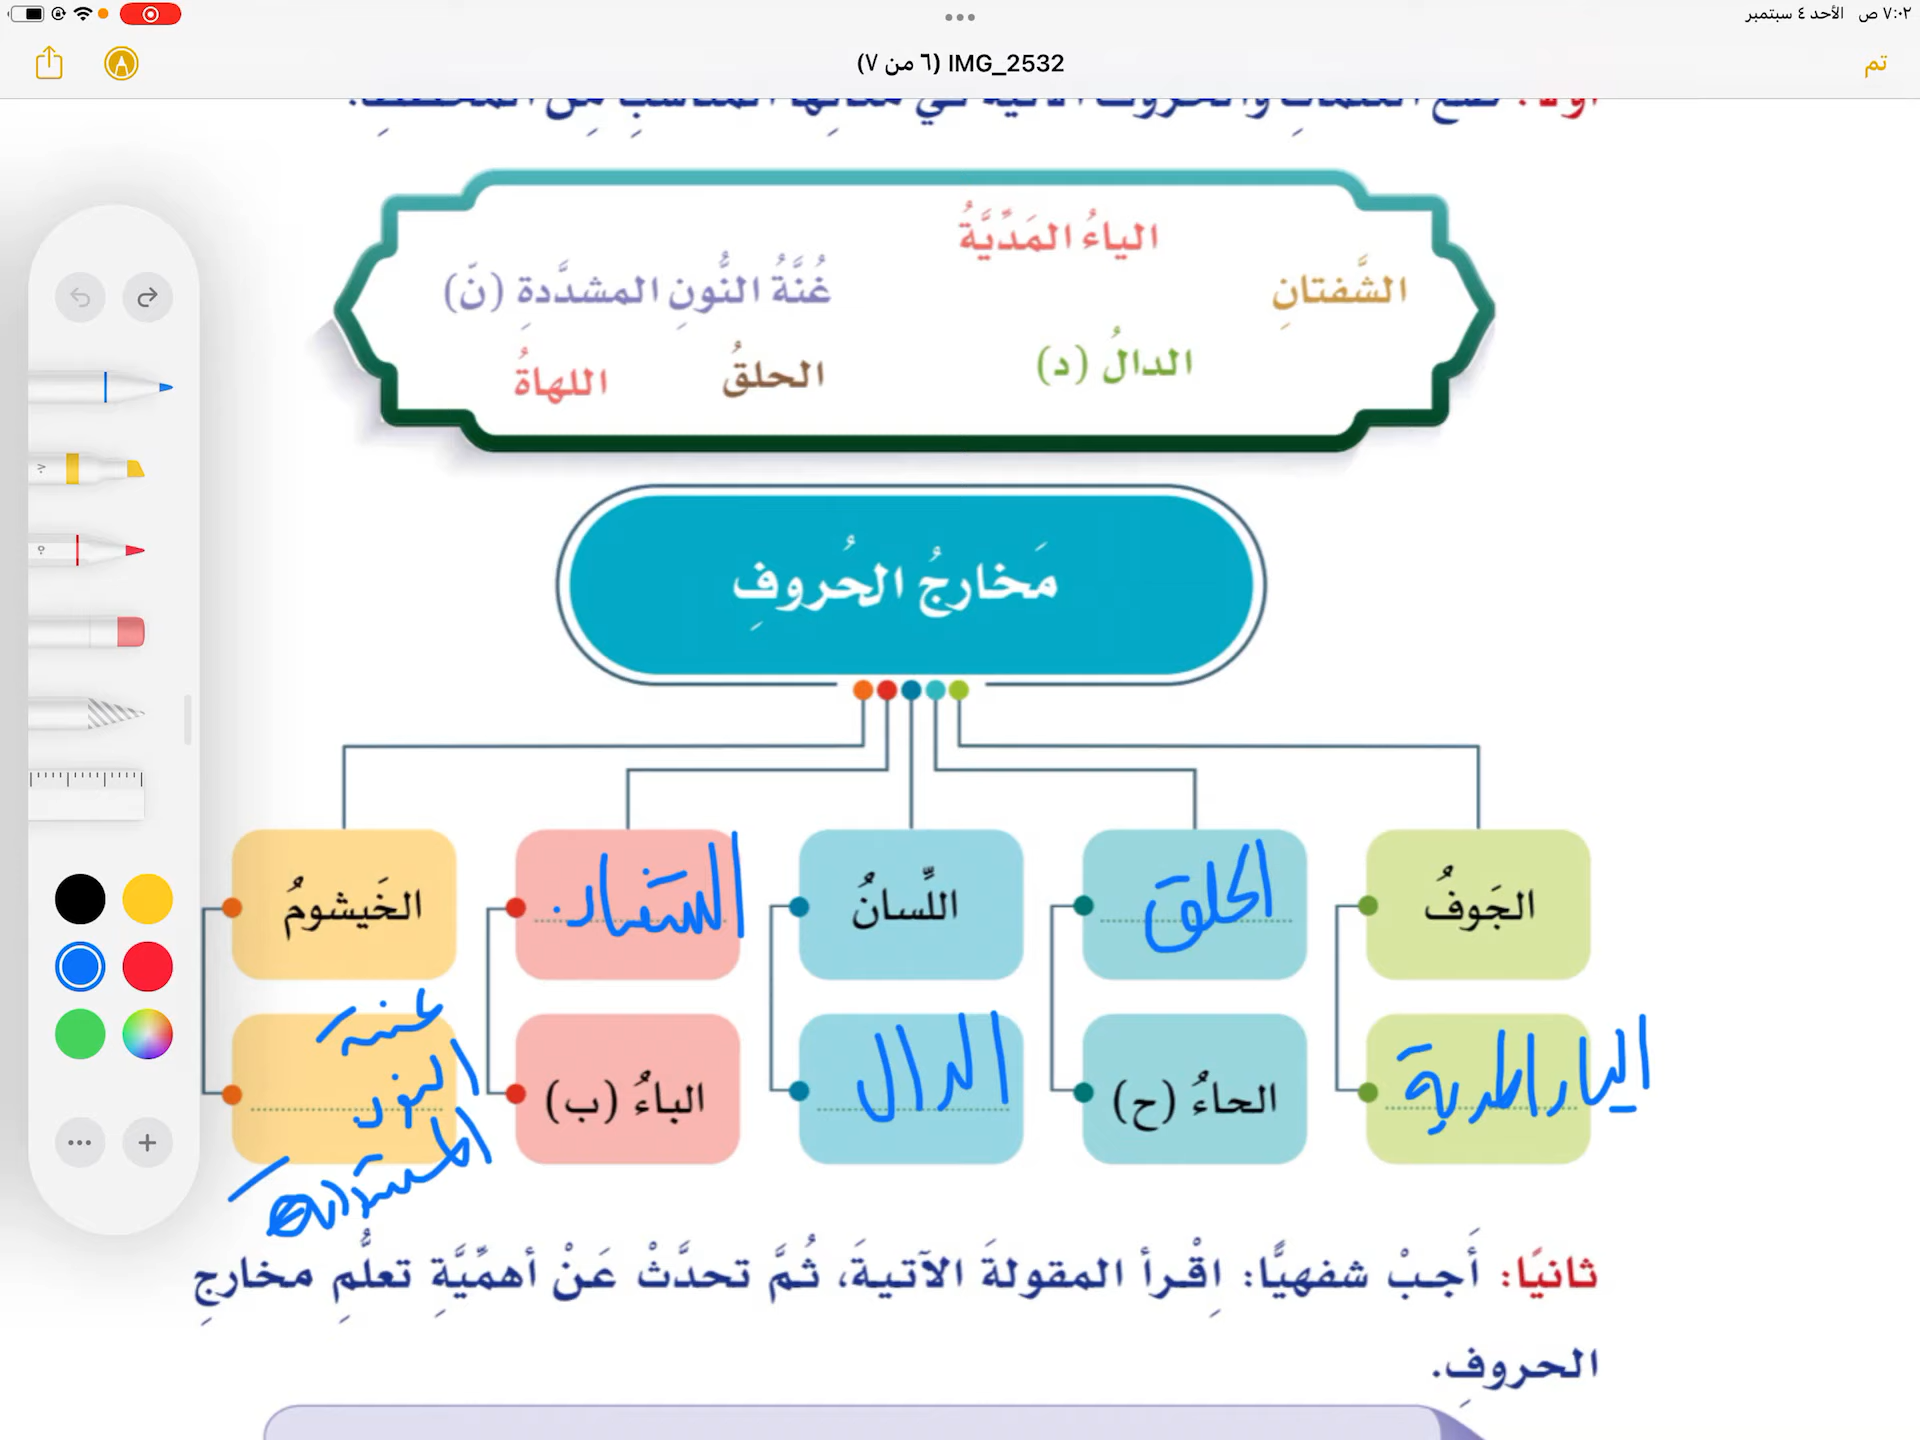 ٧:٠٢ ص الأحد ٤ سبتمبر
تم
IMG_2532 (٦ من ٧)
الياءُ المَدِّيَّةُ
الشَّفتانِ
غُنَّةُ النُّونِ المشدَّدةِ (نّ)
الدالُ (د)
الحلقُ
اللهاةُ
مَخارجُ الحُروفِ
الجَوفُ
الحلق
اللِّسانُ
الشفتان
الخَيشومُ
الياء المدية
الحاءُ (ح)
الدال
الباءُ (ب)
غنة
النون
المشددة
ثانيًا: أَجبْ شفهيًّا: اِقْرأ المقولةَ الآتيةَ، ثُمَّ تحدَّثْ عَنْ أهمِّيَّةِ تعلُّمِ مخارجِ
الحروفِ.